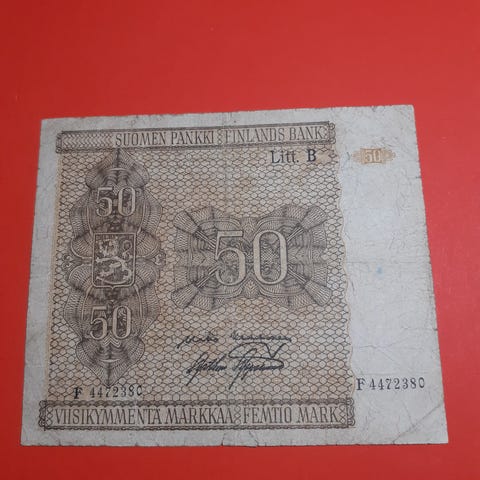 SUOMEN PANKKI FINLANDS BANK
Litt. B
50
50
50
50
F 4472380
F 4472380
VIISIKYMMENTÄ MARKKAA FEMTIO MARK